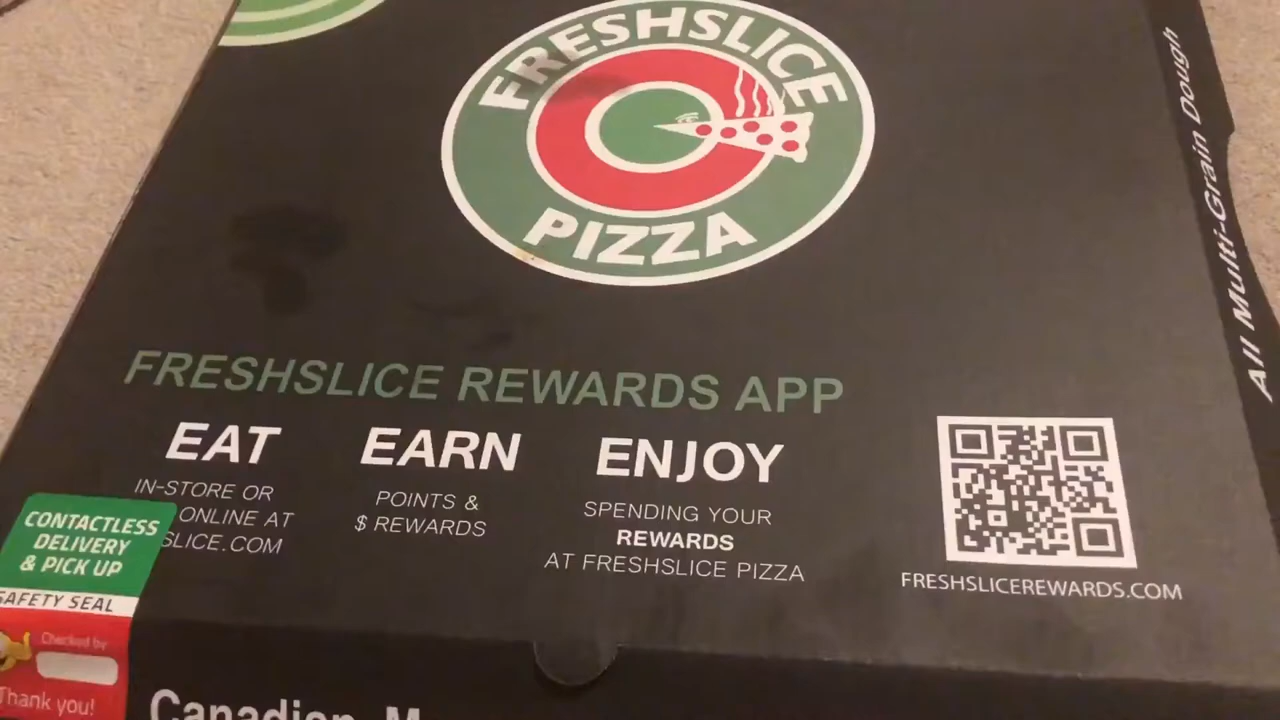 FRESHSLICE
PIZZA
All Multi-Grain Dough
FRESHSLICE REWARDS APP
EAT
IN-STORE OR
ONLINE AT
SLICE.COM
EARN
POINTS &
$ REWARDS
ENJOY
SPENDING YOUR
REWARDS
AT FRESHSLICE PIZZA
FRESHSLICEREWARDS.COM
CONTACTLESS
DELIVERY
& PICK UP
SAFETY SEAL
Checked by
Thank you!
Canadian